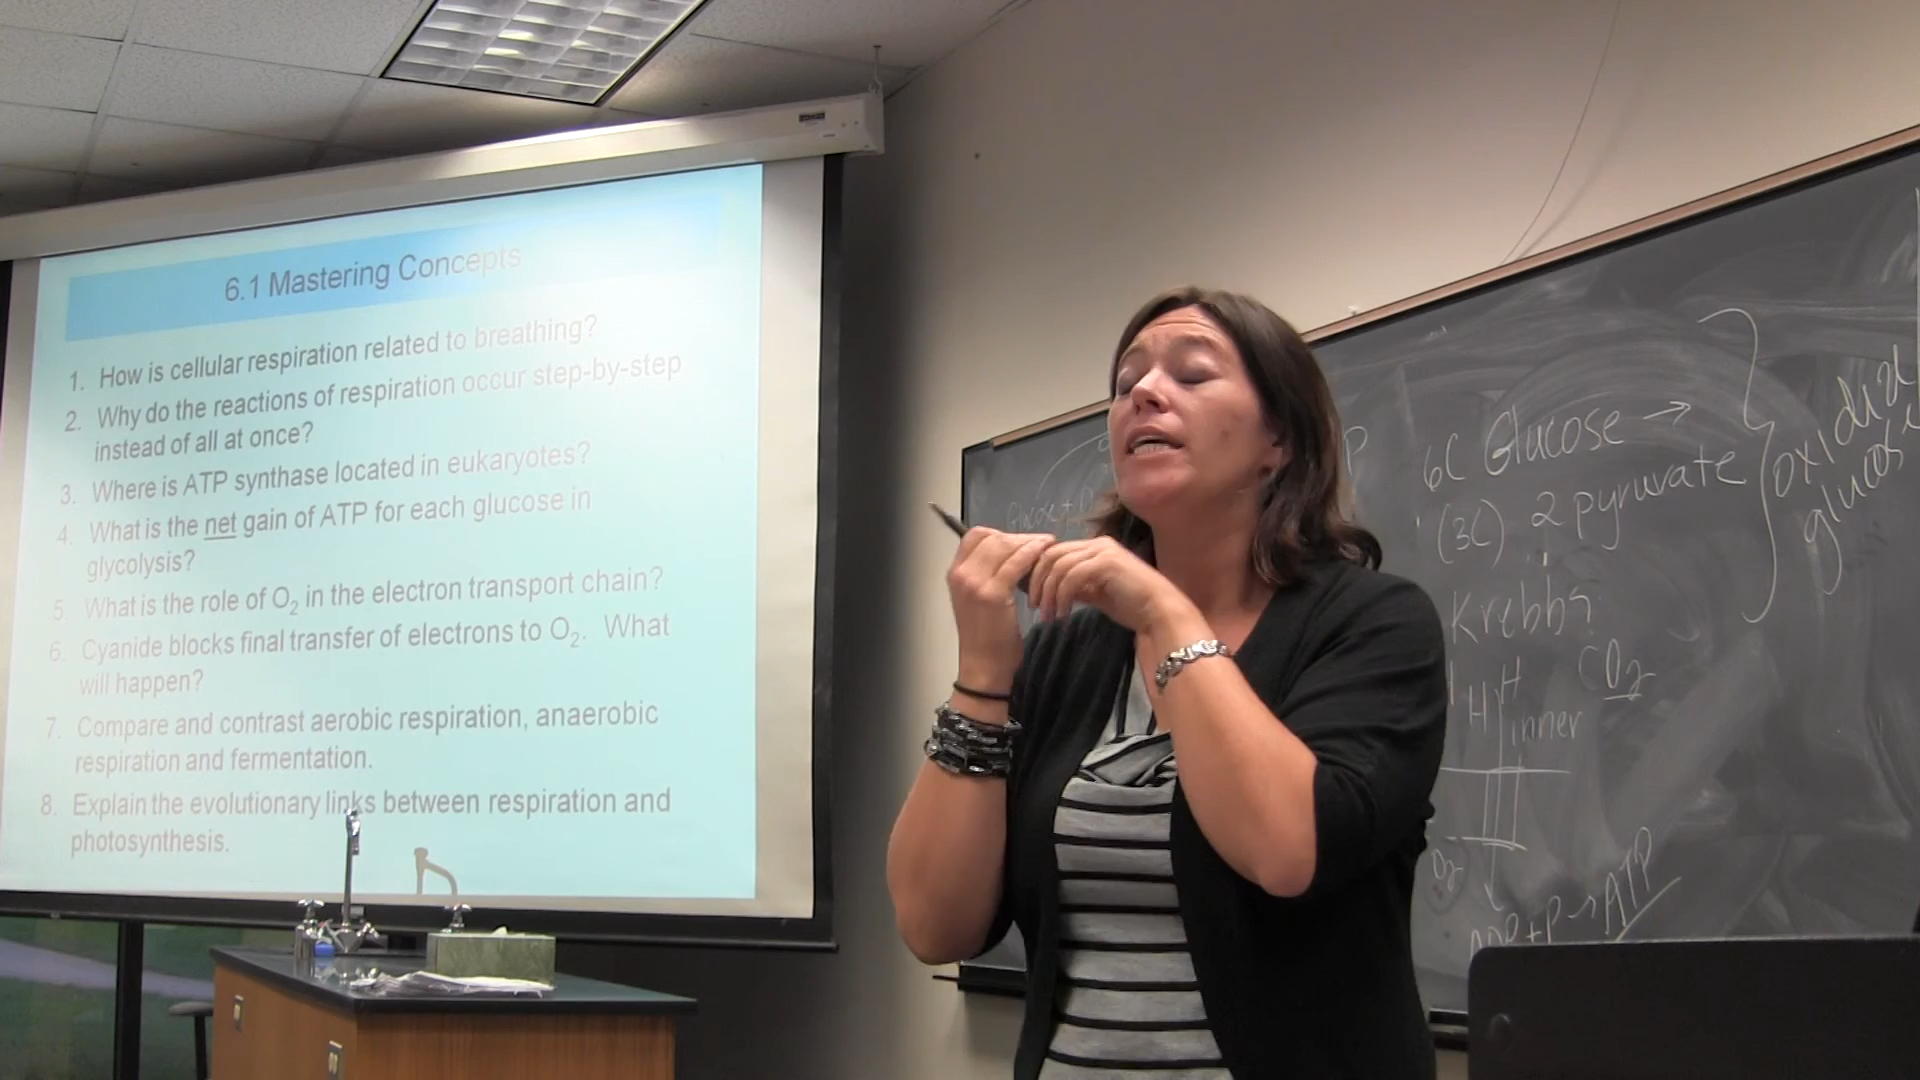 6.1 Mastering Concepts
1. How is cellular respiration related to breathing?
2. Why do the reactions of respiration occur step-by-step
instead of all at once?
3. Where is ATP synthase located in eukaryotes?
4. What is the net gain of ATP for each glucose in
glycolysis?
5. What is the role of O₂ in the electron transport chain?
6. Cyanide blocks final transfer of electrons to O₂. What
will happen?
7. Compare and contrast aerobic respiration, anaerobic
respiration and fermentation.
8. Explain the evolutionary links between respiration and
photosynthesis.
Glucose +
P
6C Glucose →
(3C) 2 pyruvate
Krebbs
CO₂
H H
inner
O₂
ADP + P → ATP